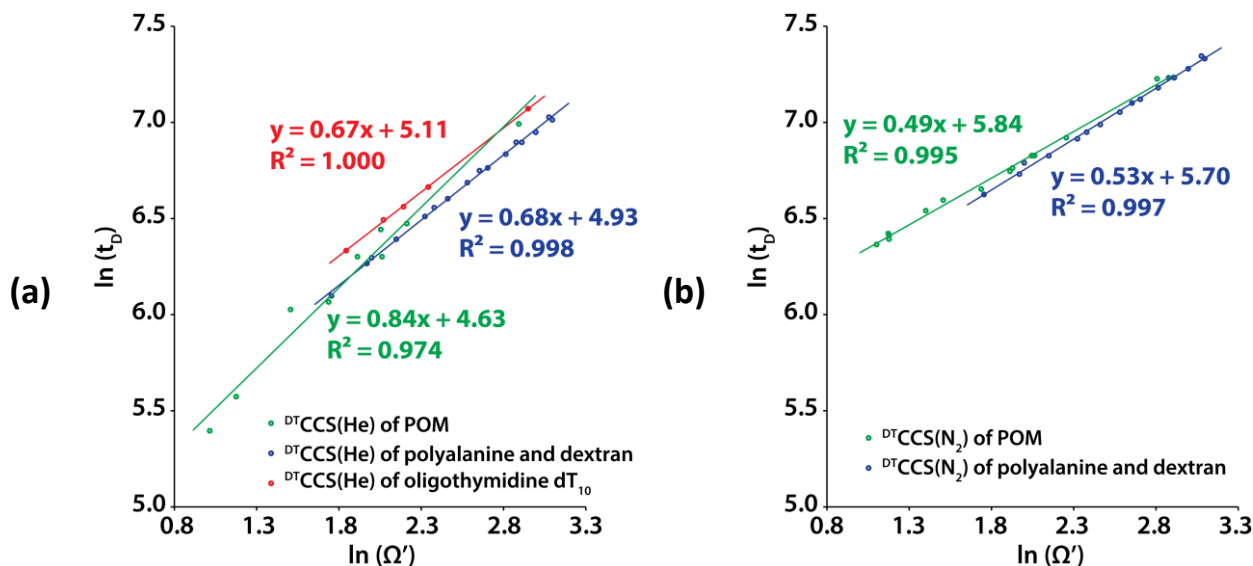 (a)
ln (t_D)
7.5
7.0
6.5
6.0
5.5
5.0
0.8 1.3 1.8 2.3 2.8 3.3
ln (Ω′)
y = 0.67x + 5.11
R² = 1.000
y = 0.68x + 4.93
R² = 0.998
y = 0.84x + 4.63
R² = 0.974
ᴰᵀCCS(He) of POM
ᴰᵀCCS(He) of polyalanine and dextran
ᴰᵀCCS(He) of oligothymidine dT₁₀
(b)
ln (t_D)
7.5
7.0
6.5
6.0
5.5
5.0
0.8 1.3 1.8 2.3 2.8 3.3
ln (Ω′)
y = 0.49x + 5.84
R² = 0.995
y = 0.53x + 5.70
R² = 0.997
ᴰᵀCCS(N₂) of POM
ᴰᵀCCS(N₂) of polyalanine and dextran